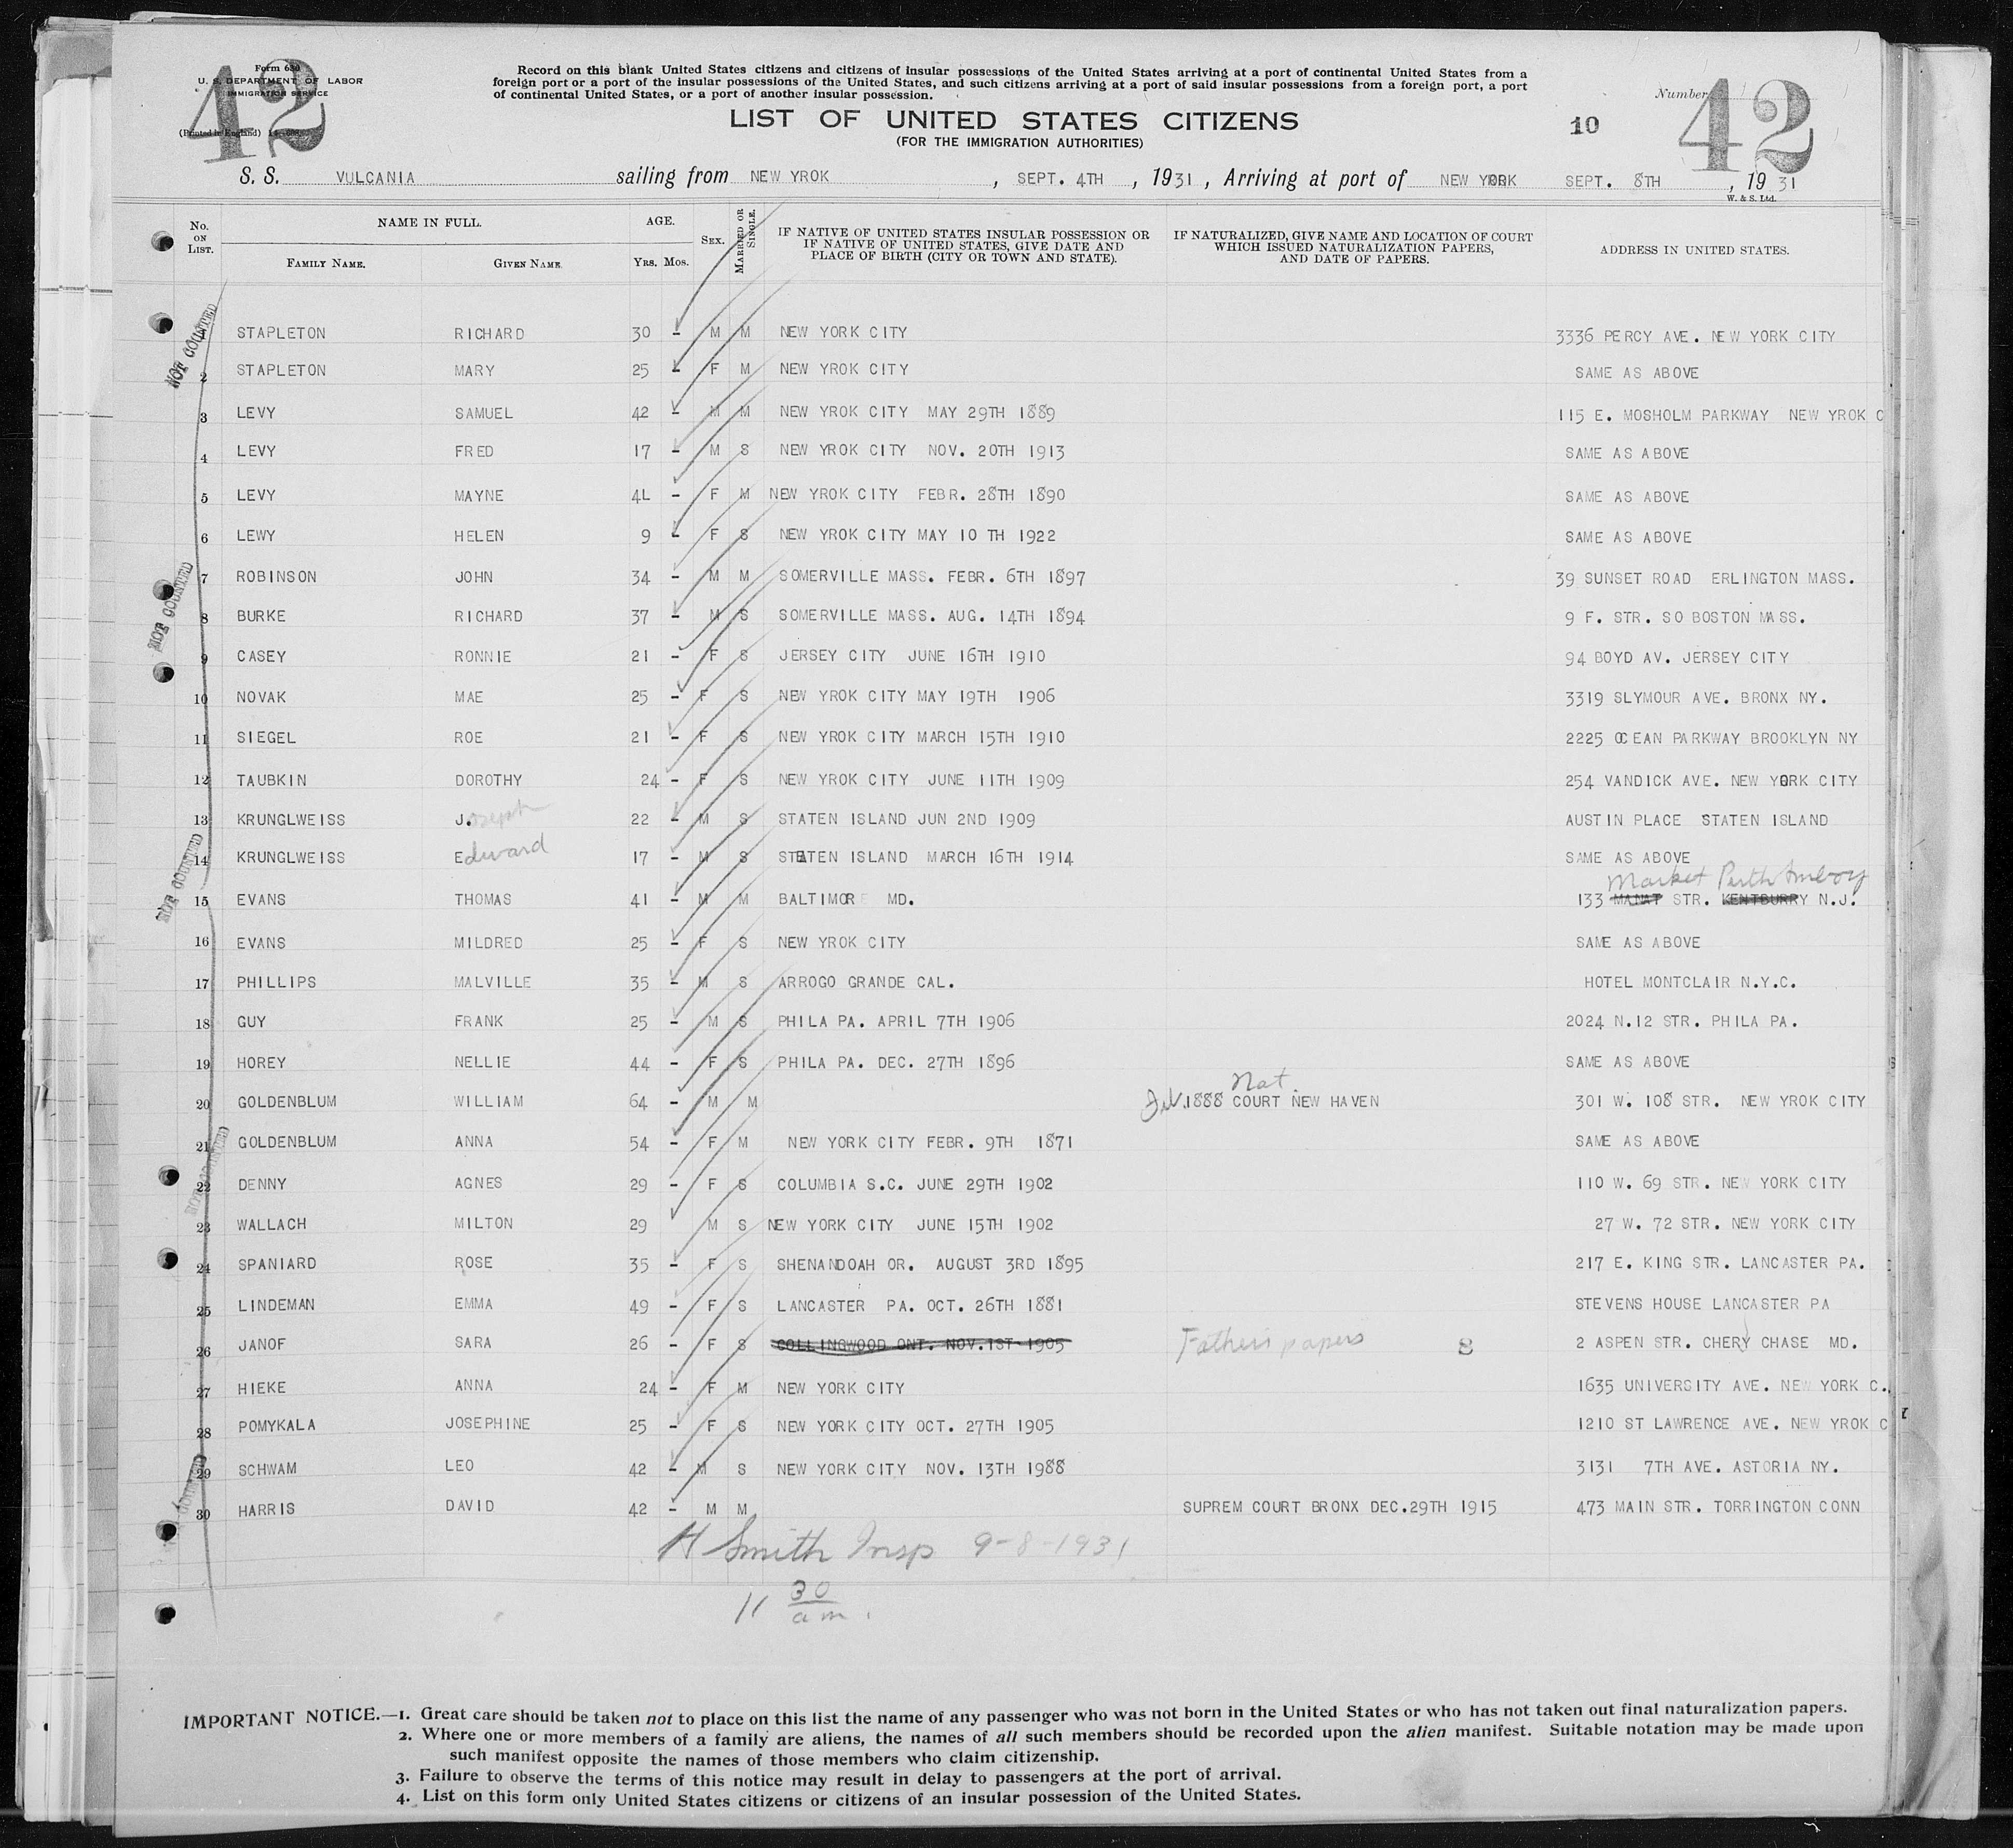 42
Form 630
U. S. DEPARTMENT OF LABOR
IMMIGRATION SERVICE
(Printed in England)
Record on this blank United States citizens and citizens of insular possessions of the United States arriving at a port of continental United States from a
foreign port or a port of the insular possessions of the United States, and such citizens arriving at a port of said insular possessions from a foreign port, a port
of continental United States, or a port of another insular possession.
Number 42
LIST OF UNITED STATES CITIZENS 10
(FOR THE IMMIGRATION AUTHORITIES)
S. S. VULCANIA sailing from NEW YROK, SEPT. 4TH, 1931, Arriving at port of NEW YORK SEPT. 8TH, 1931
W. & S. Ltd.
No. ON LIST. NAME IN FULL. FAMILY NAME. GIVEN NAME. AGE. YRS. MOS. SEX. MARRIED OR SINGLE. IF NATIVE OF UNITED STATES INSULAR POSSESSION OR IF NATIVE OF UNITED STATES, GIVE DATE AND PLACE OF BIRTH (CITY OR TOWN AND STATE). IF NATURALIZED, GIVE NAME AND LOCATION OF COURT WHICH ISSUED NATURALIZATION PAPERS, AND DATE OF PAPERS. ADDRESS IN UNITED STATES.
NOT COUNTED
STAPLETON RICHARD 30 - M M NEW YORK CITY 3336 PERCY AVE. NEW YORK CITY
2 STAPLETON MARY 25 - F M NEW YROK CITY SAME AS ABOVE
3 LEVY SAMUEL 42 - M M NEW YROK CITY MAY 29TH 1889 115 E. MOSHOLM PARKWAY NEW YROK C
4 LEVY FRED 17 - M S NEW YROK CITY NOV. 20TH 1913 SAME AS ABOVE
5 LEVY MAYNE 4L - F M NEW YROK CITY FEBR. 28TH 1890 SAME AS ABOVE
6 LEWY HELEN 9 - F S NEW YROK CITY MAY 10 TH 1922 SAME AS ABOVE
NOT COUNTED
7 ROBINSON JOHN 34 - M M SOMERVILLE MASS. FEBR. 6TH 1897 39 SUNSET ROAD ERLINGTON MASS.
8 BURKE RICHARD 37 - M S SOMERVILLE MASS. AUG. 14TH 1894 9 F. STR. SO BOSTON MASS.
9 CASEY RONNIE 21 - F S JERSEY CITY JUNE 16TH 1910 94 BOYD AV. JERSEY CITY
10 NOVAK MAE 25 - F S NEW YROK CITY MAY 19TH 1906 3319 SLYMOUR AVE. BRONX NY.
11 SIEGEL ROE 21 - F S NEW YROK CITY MARCH 15TH 1910 2225 OCEAN PARKWAY BROOKLYN NY
12 TAUBKIN DOROTHY 24 - F S NEW YROK CITY JUNE 11TH 1909 254 VANDICK AVE. NEW YORK CITY
13 KRUNGLWEISS J.oseph 22 - M S STATEN ISLAND JUN 2ND 1909 AUSTIN PLACE STATEN ISLAND
NOT COUNTED
14 KRUNGLWEISS Edward 17 - M S STATEN ISLAND MARCH 16TH 1914 SAME AS ABOVE
Market Perth Amboy
15 EVANS THOMAS 41 - M M BALTIMORE MD. 133 MANAT STR. KENTBURRY N.J.
16 EVANS MILDRED 25 - F S NEW YROK CITY SAME AS ABOVE
17 PHILLIPS MALVILLE 35 - M S ARROGO GRANDE CAL. HOTEL MONTCLAIR N.Y.C.
18 GUY FRANK 25 - M S PHILA PA. APRIL 7TH 1906 2024 N.12 STR. PHILA PA.
19 HOREY NELLIE 44 - F S PHILA PA. DEC. 27TH 1896 SAME AS ABOVE
Nat.
20 GOLDENBLUM WILLIAM 64 - M M 1888 COURT NEW HAVEN 301 W. 108 STR. NEW YROK CITY
21 GOLDENBLUM ANNA 54 - F M NEW YORK CITY FEBR. 9TH 1871 SAME AS ABOVE
NOT COUNTED
22 DENNY AGNES 29 - F S COLUMBIA S.C. JUNE 29TH 1902 110 W. 69 STR. NEW YORK CITY
23 WALLACH MILTON 29 M S NEW YORK CITY JUNE 15TH 1902 27 W. 72 STR. NEW YORK CITY
24 SPANIARD ROSE 35 - F S SHENANDOAH OR. AUGUST 3RD 1895 217 E. KING STR. LANCASTER PA.
25 LINDEMAN EMMA 49 - F S LANCASTER PA. OCT. 26TH 1881 STEVENS HOUSE LANCASTER PA
26 JANOF SARA 26 - F S COLLINGWOOD ONT. NOV.1ST 1905 Fathers papers 8 2 ASPEN STR. CHERY CHASE MD.
27 HIEKE ANNA 24 - F M NEW YORK CITY 1635 UNIVERSITY AVE. NEW YORK C.
28 POMYKALA JOSEPHINE 25 - F S NEW YORK CITY OCT. 27TH 1905 1210 ST LAWRENCE AVE. NEW YROK C
29 SCHWAM LEO 42 - M S NEW YORK CITY NOV. 13TH 1988 3131 7TH AVE. ASTORIA NY.
NOT COUNTED
30 HARRIS DAVID 42 - M M SUPREM COURT BRONX DEC.29TH 1915 473 MAIN STR. TORRINGTON CONN
H Smith Insp 9-8-1931
11 30 am.
IMPORTANT NOTICE.—1. Great care should be taken not to place on this list the name of any passenger who was not born in the United States or who has not taken out final naturalization papers.
2. Where one or more members of a family are aliens, the names of all such members should be recorded upon the alien manifest. Suitable notation may be made upon
such manifest opposite the names of those members who claim citizenship.
3. Failure to observe the terms of this notice may result in delay to passengers at the port of arrival.
4. List on this form only United States citizens or citizens of an insular possession of the United States.